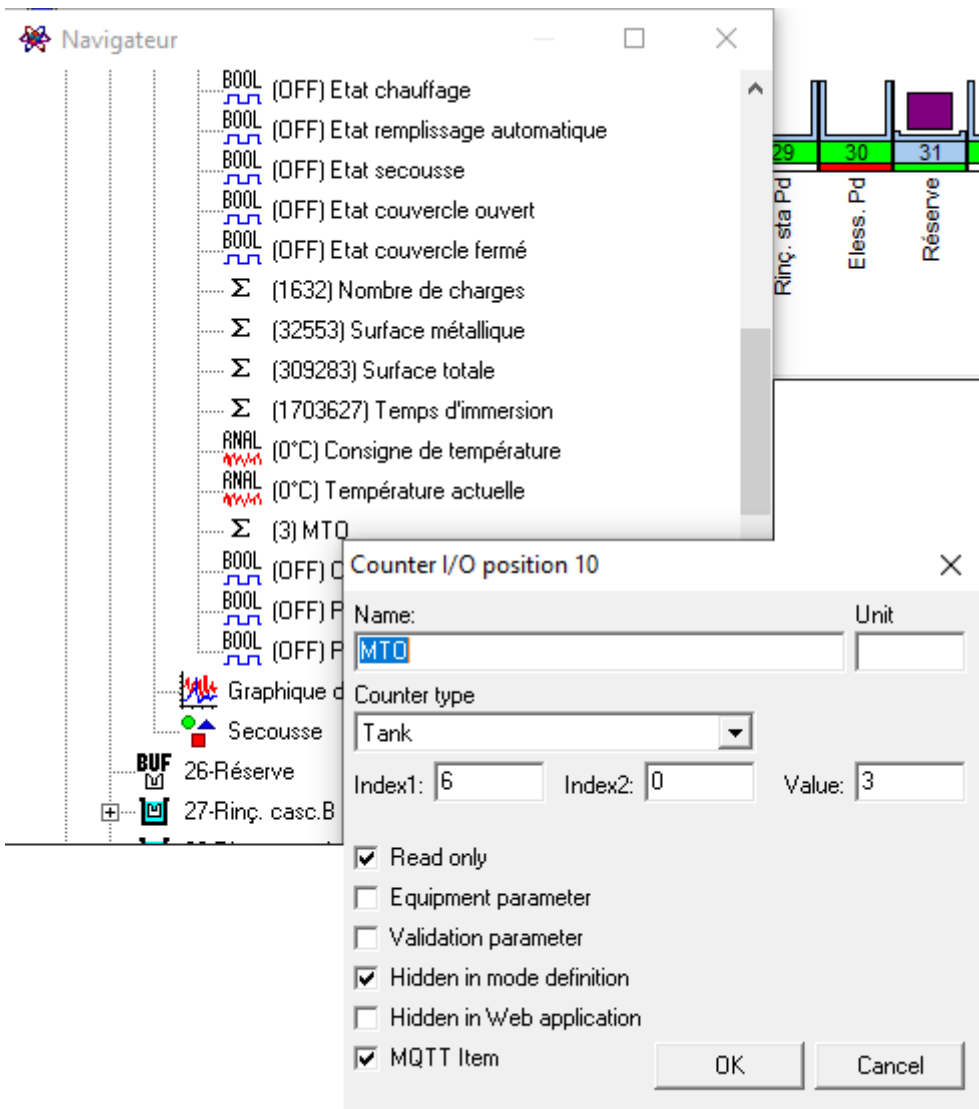 Navigateur
BOOL (OFF) Etat chauffage
BOOL (OFF) Etat remplissage automatique
BOOL (OFF) Etat secousse
BOOL (OFF) Etat couvercle ouvert
BOOL (OFF) Etat couvercle fermé
Σ (1632) Nombre de charges
Σ (32553) Surface métallique
Σ (309283) Surface totale
Σ (1703627) Temps d'immersion
ANAL (0°C) Consigne de température
ANAL (0°C) Température actuelle
Σ (3) MTO
BOOL (OFF)
BOOL (OFF)
BOOL (OFF)
Graphique
Secousse
BUF 26-Réserve
27-Rinç. casc.B
29 30 31
Rinç. sta Pd
Eless. Pd
Réserve
Counter I/O position 10
Name: Unit
MTO
Counter type
Tank
Index1: 6 Index2: 0 Value: 3
Read only
Equipment parameter
Validation parameter
Hidden in mode definition
Hidden in Web application
MQTT Item
OK Cancel